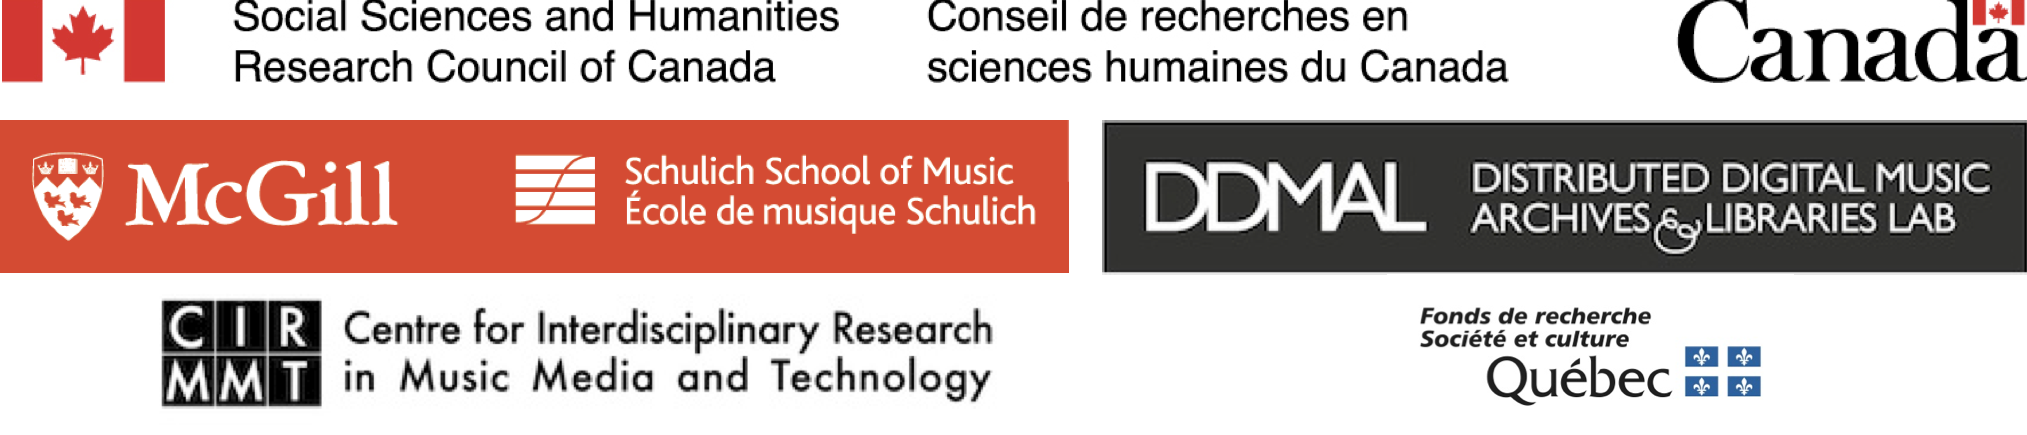 Social Sciences and Humanities
Research Council of Canada
Conseil de recherches en
sciences humaines du Canada
Canada
McGill
Schulich School of Music
École de musique Schulich
DDMAL
DISTRIBUTED DIGITAL MUSIC
ARCHIVES & LIBRARIES LAB
CIR
MMT
Centre for Interdisciplinary Research
in Music Media and Technology
Fonds de recherche
Société et culture
Québec